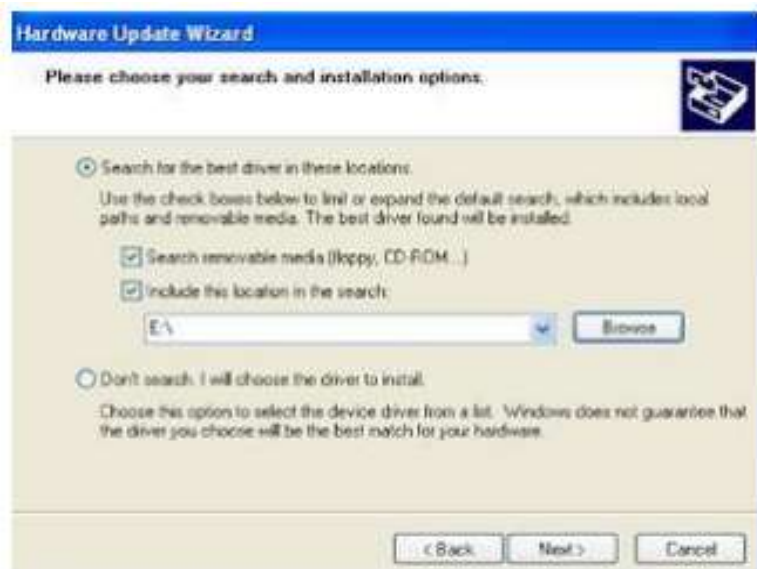 Hardware Update Wizard
Please choose your search and installation options.
Search for the best driver in these locations.
Use the check boxes below to limit or expand the default search, which includes local
paths and removable media. The best driver found will be installed.
Search removable media (floppy, CD-ROM...)
Include this location in the search:
E:\
Browse
Don't search. I will choose the driver to install.
Choose this option to select the device driver from a list. Windows does not guarantee that
the driver you choose will be the best match for your hardware.
< Back
Next >
Cancel